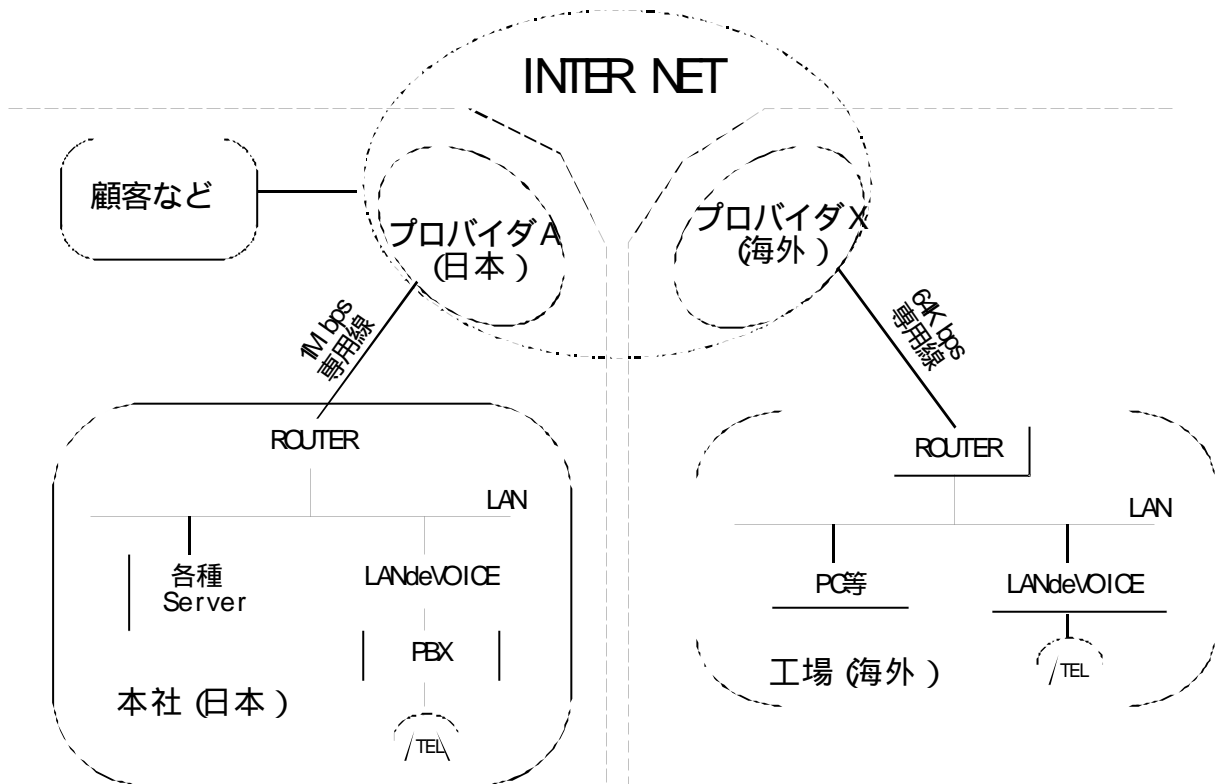 INTER NET
顧客など
プロバイダA
(日本)
プロバイダX
(海外)
1M bps
専用線
64K bps
専用線
ROUTER
LAN
各種
Server
LANdeVOICE
PBX
TEL
本社 (日本)
ROUTER
LAN
PC等
LANdeVOICE
TEL
工場 (海外)